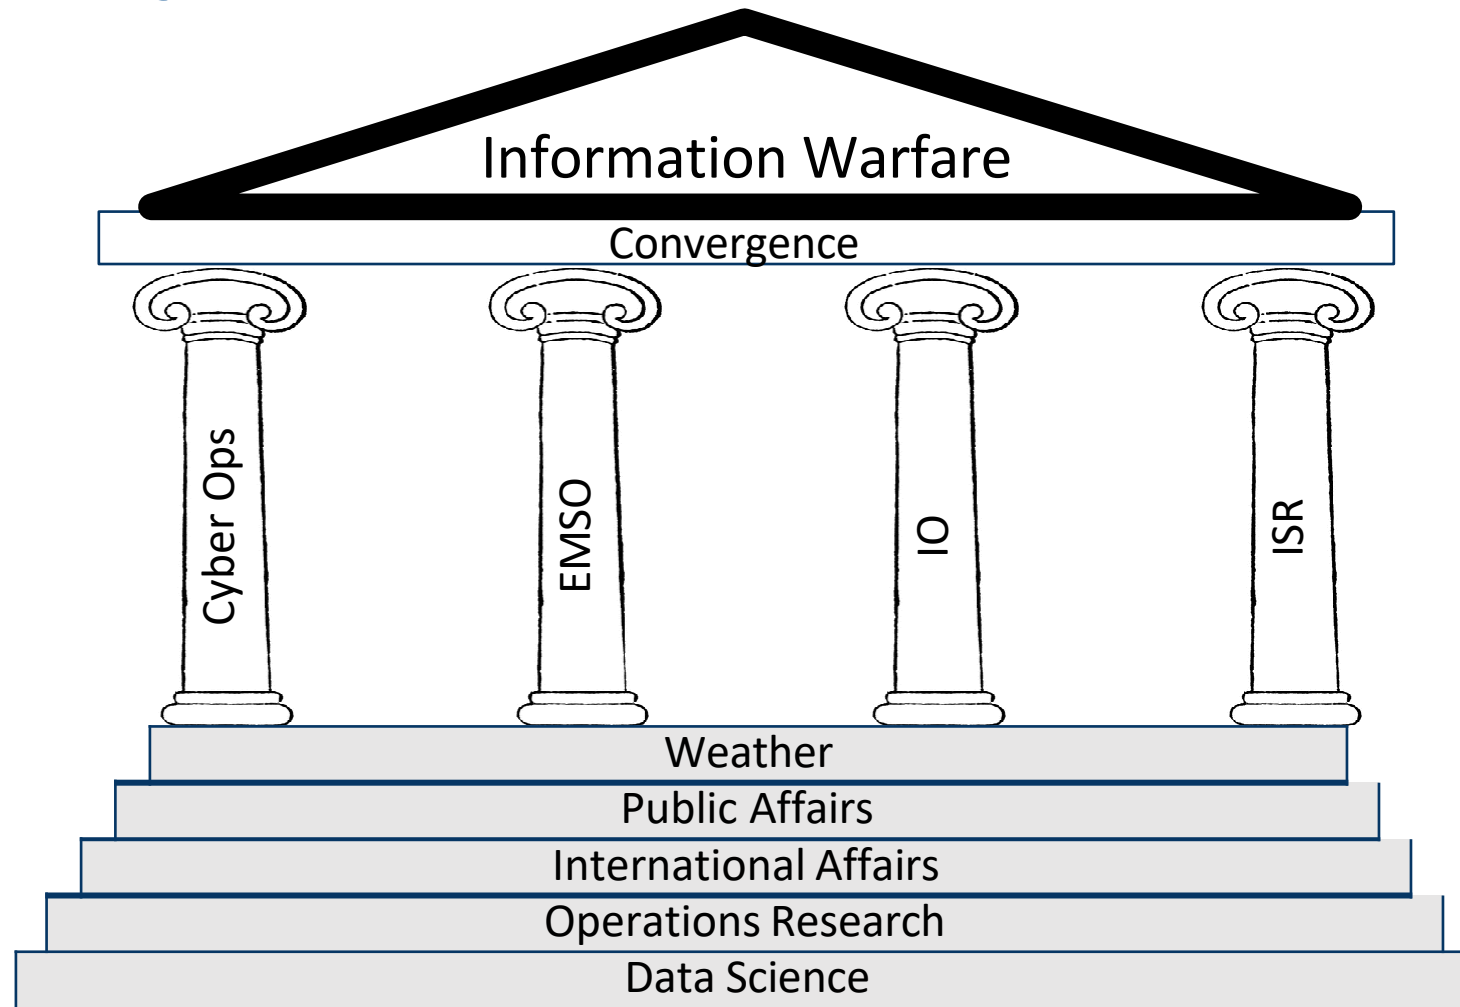 Information Warfare
Convergence
Cyber Ops
EMSO
IO
ISR
Weather
Public Affairs
International Affairs
Operations Research
Data Science